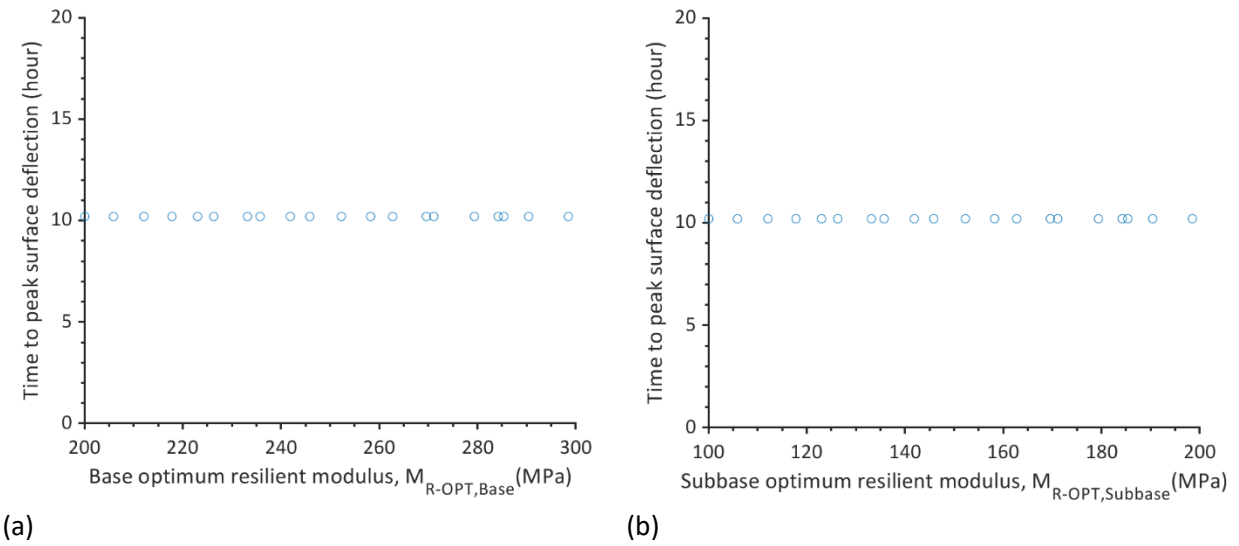 Time to peak surface deflection (hour)
20
15
10
5
0
200 220 240 260 280 300
Base optimum resilient modulus, M_R-OPT,Base (MPa)
(a)
Time to peak surface deflection (hour)
20
15
10
5
0
100 120 140 160 180 200
Subbase optimum resilient modulus, M_R-OPT,Subbase (MPa)
(b)